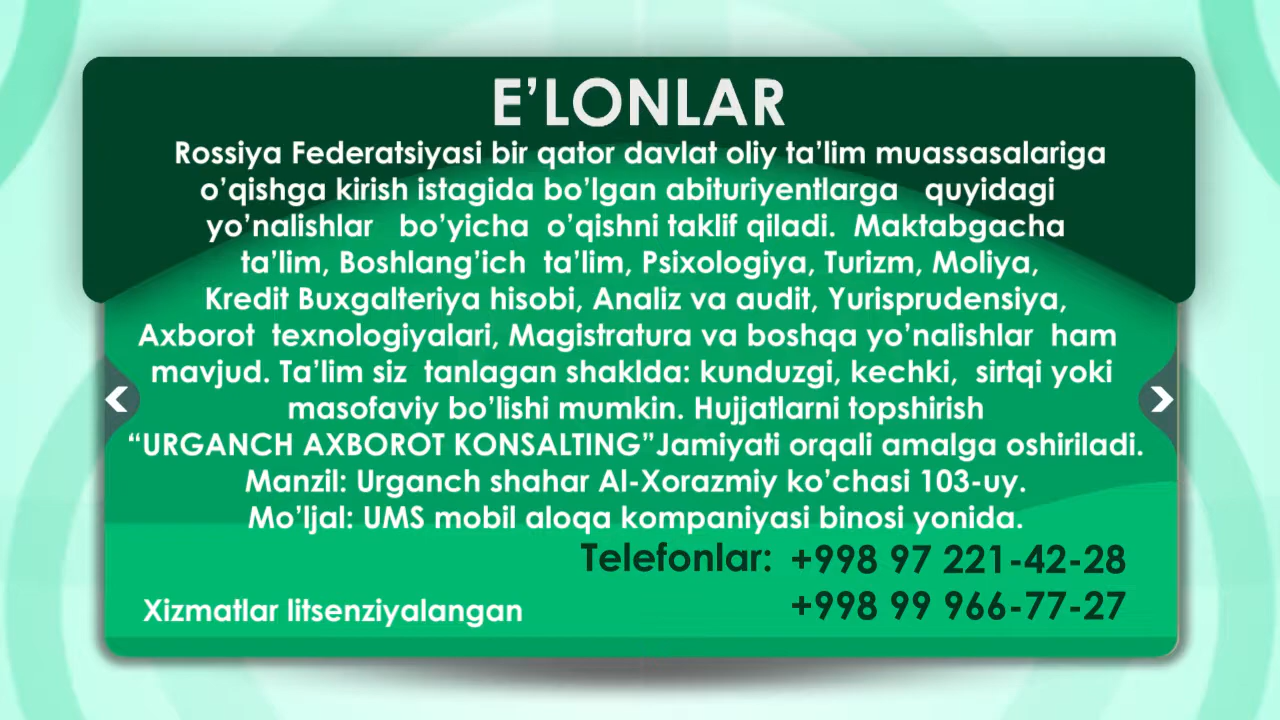 E’LONLAR
Rossiya Federatsiyasi bir qator davlat oliy ta’lim muassasalariga
o’qishga kirish istagida bo’lgan abituriyentlarga quyidagi
yo’nalishlar bo’yicha o’qishni taklif qiladi. Maktabgacha
ta’lim, Boshlang’ich ta’lim, Psixologiya, Turizm, Moliya,
Kredit Buxgalteriya hisobi, Analiz va audit, Yurisprudensiya,
Axborot texnologiyalari, Magistratura va boshqa yo’nalishlar ham
mavjud. Ta’lim siz tanlagan shaklda: kunduzgi, kechki, sirtqi yoki
masofaviy bo’lishi mumkin. Hujjatlarni topshirish
“URGANCH AXBOROT KONSALTING”Jamiyati orqali amalga oshiriladi.
Manzil: Urganch shahar Al-Xorazmiy ko’chasi 103-uy.
Mo’ljal: UMS mobil aloqa kompaniyasi binosi yonida.
Telefonlar: +998 97 221-42-28
+998 99 966-77-27
Xizmatlar litsenziyalangan